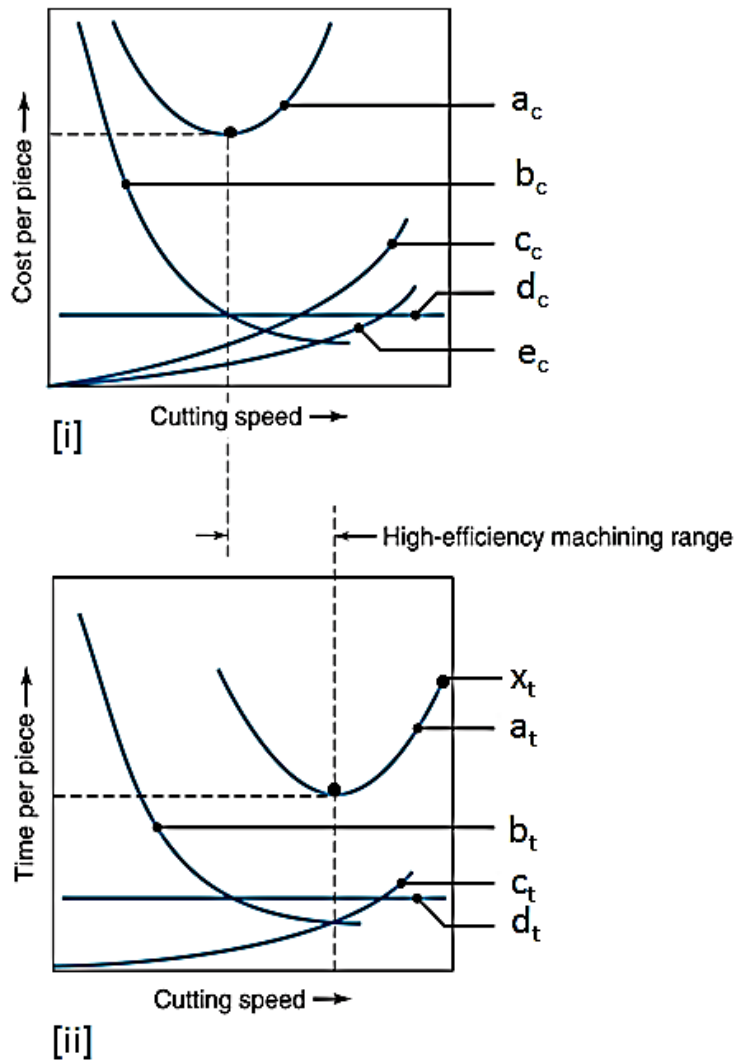 Cost per piece
a_c
b_c
c_c
d_c
e_c
Cutting speed
[i]
High-efficiency machining range
Time per piece
x_t
a_t
b_t
c_t
d_t
Cutting speed
[ii]